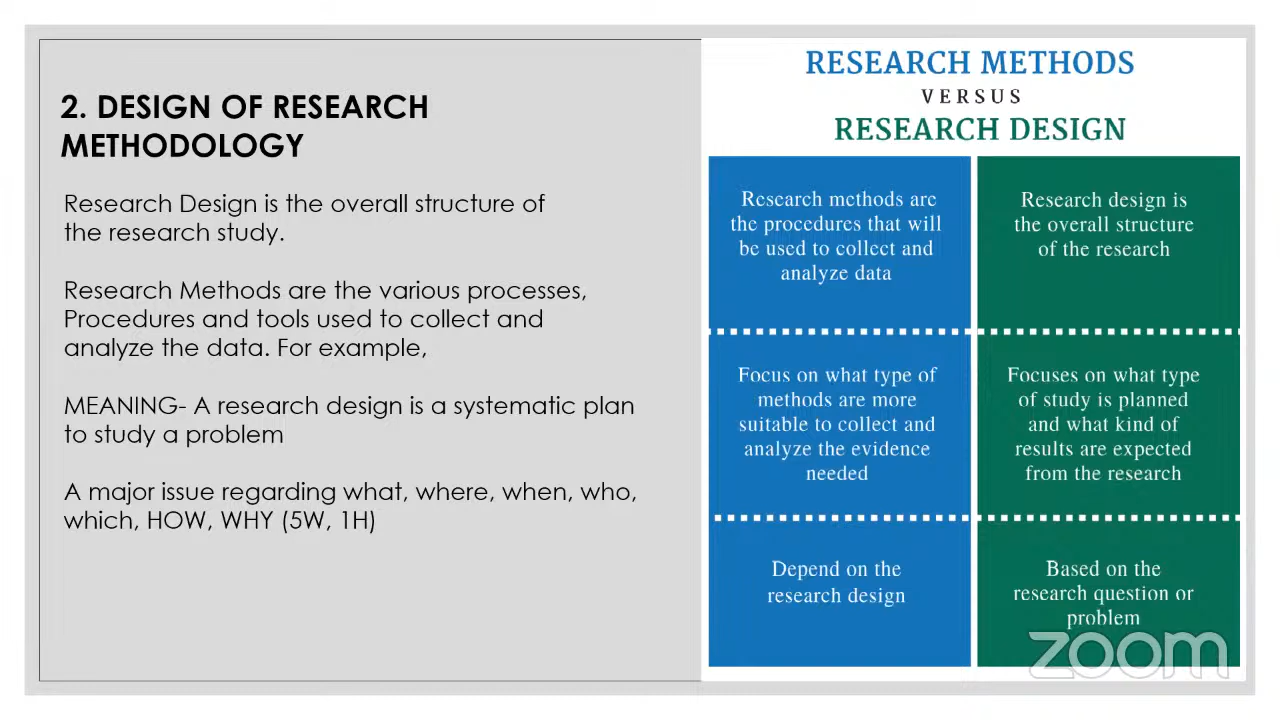 2. DESIGN OF RESEARCH
METHODOLOGY
Research Design is the overall structure of
the research study.
Research Methods are the various processes,
Procedures and tools used to collect and
analyze the data. For example,
MEANING- A research design is a systematic plan
to study a problem
A major issue regarding what, where, when, who,
which, HOW, WHY (5W, 1H)
RESEARCH METHODS
VERSUS
RESEARCH DESIGN
Research methods are
the procedures that will
be used to collect and
analyze data
Research design is
the overall structure
of the research
Focus on what type of
methods are more
suitable to collect and
analyze the evidence
needed
Focuses on what type
of study is planned
and what kind of
results are expected
from the research
Depend on the
research design
Based on the
research question or
problem
zoom